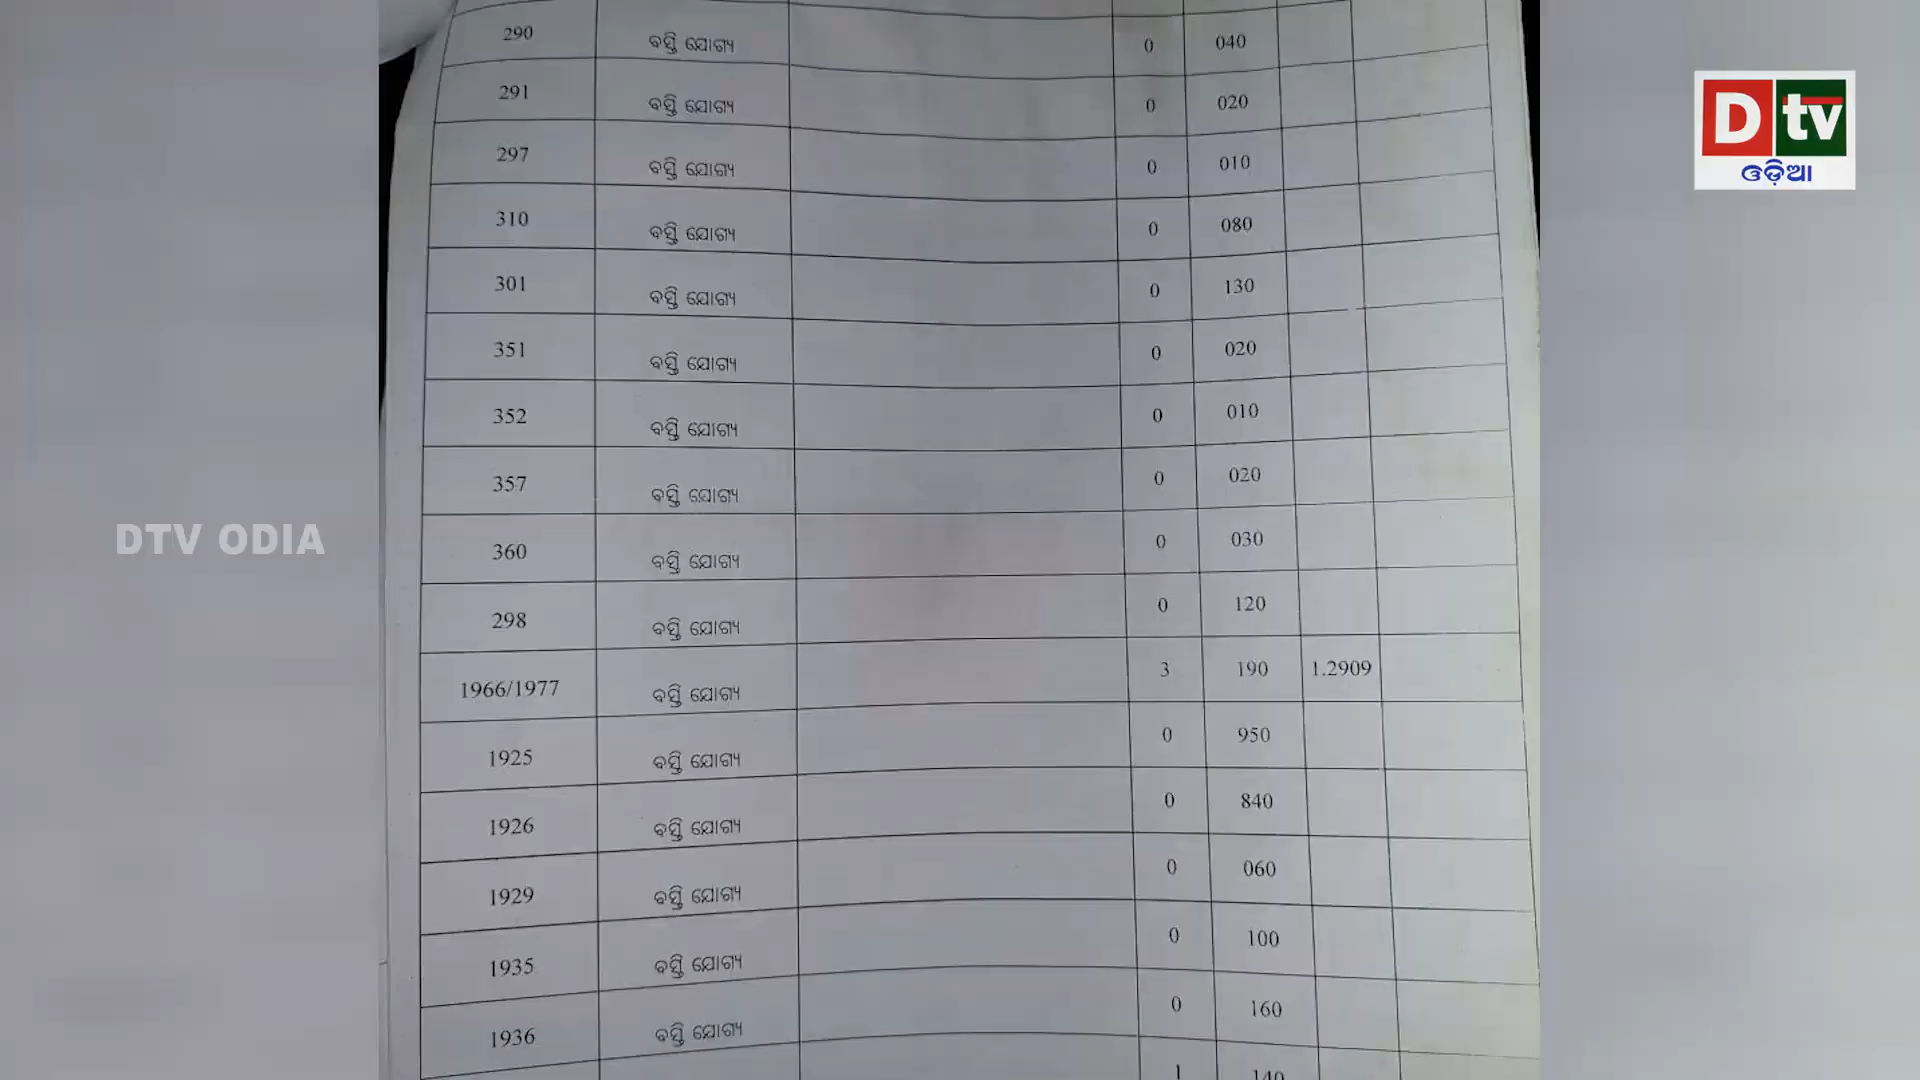 290 ବସ୍ତି ଯୋଗ୍ୟ 0 040
291 ବସ୍ତି ଯୋଗ୍ୟ 0 020
297 ବସ୍ତି ଯୋଗ୍ୟ 0 010
310 ବସ୍ତି ଯୋଗ୍ୟ 0 080
301 ବସ୍ତି ଯୋଗ୍ୟ 0 130
351 ବସ୍ତି ଯୋଗ୍ୟ 0 020
352 ବସ୍ତି ଯୋଗ୍ୟ 0 010
357 ବସ୍ତି ଯୋଗ୍ୟ 0 020
360 ବସ୍ତି ଯୋଗ୍ୟ 0 030
298 ବସ୍ତି ଯୋଗ୍ୟ 0 120
1966/1977 ବସ୍ତି ଯୋଗ୍ୟ 3 190 1.2909
1925 ବସ୍ତି ଯୋଗ୍ୟ 0 950
1926 ବସ୍ତି ଯୋଗ୍ୟ 0 840
1929 ବସ୍ତି ଯୋଗ୍ୟ 0 060
1935 ବସ୍ତି ଯୋଗ୍ୟ 0 100
1936 ବସ୍ତି ଯୋଗ୍ୟ 0 160
1 140
DTV ODIA
D tv
ଓଡ଼ିଆ